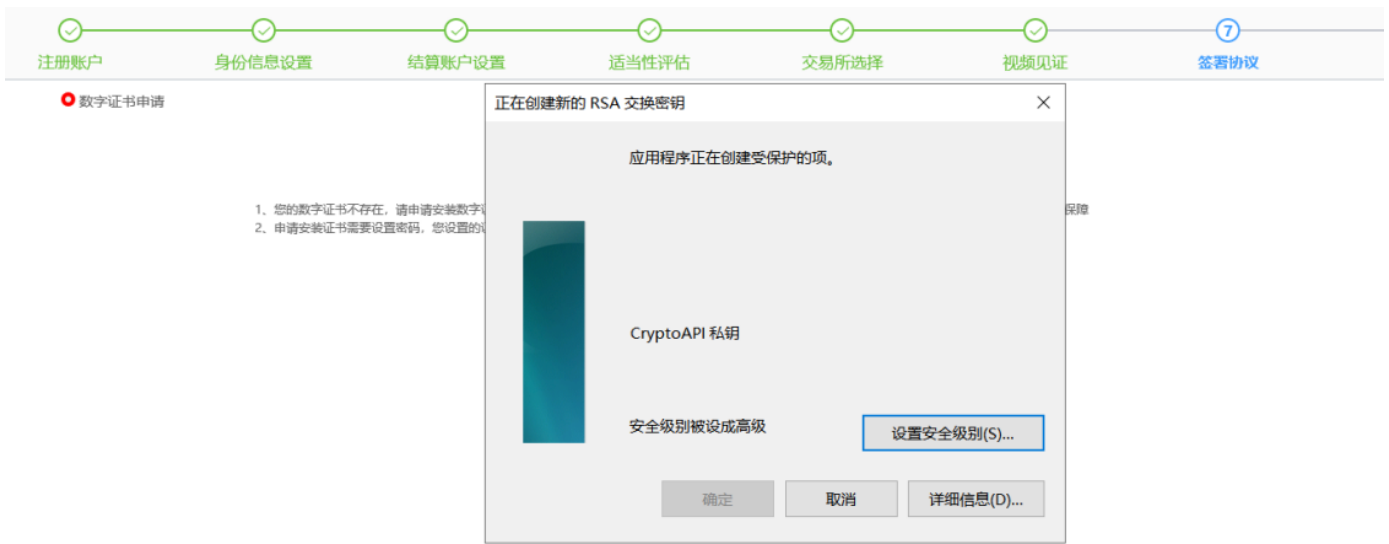 7
注册账户 身份信息设置 结算账户设置 适当性评估 交易所选择 视频见证 签署协议
数字证书申请
正在创建新的 RSA 交换密钥
应用程序正在创建受保护的项。
1、您的数字证书不存在，请申请安装数字 保障
2、申请安装证书需要设置密码，您设置的
CryptoAPI 私钥
安全级别被设成高级
设置安全级别(S)...
确定 取消 详细信息(D)...